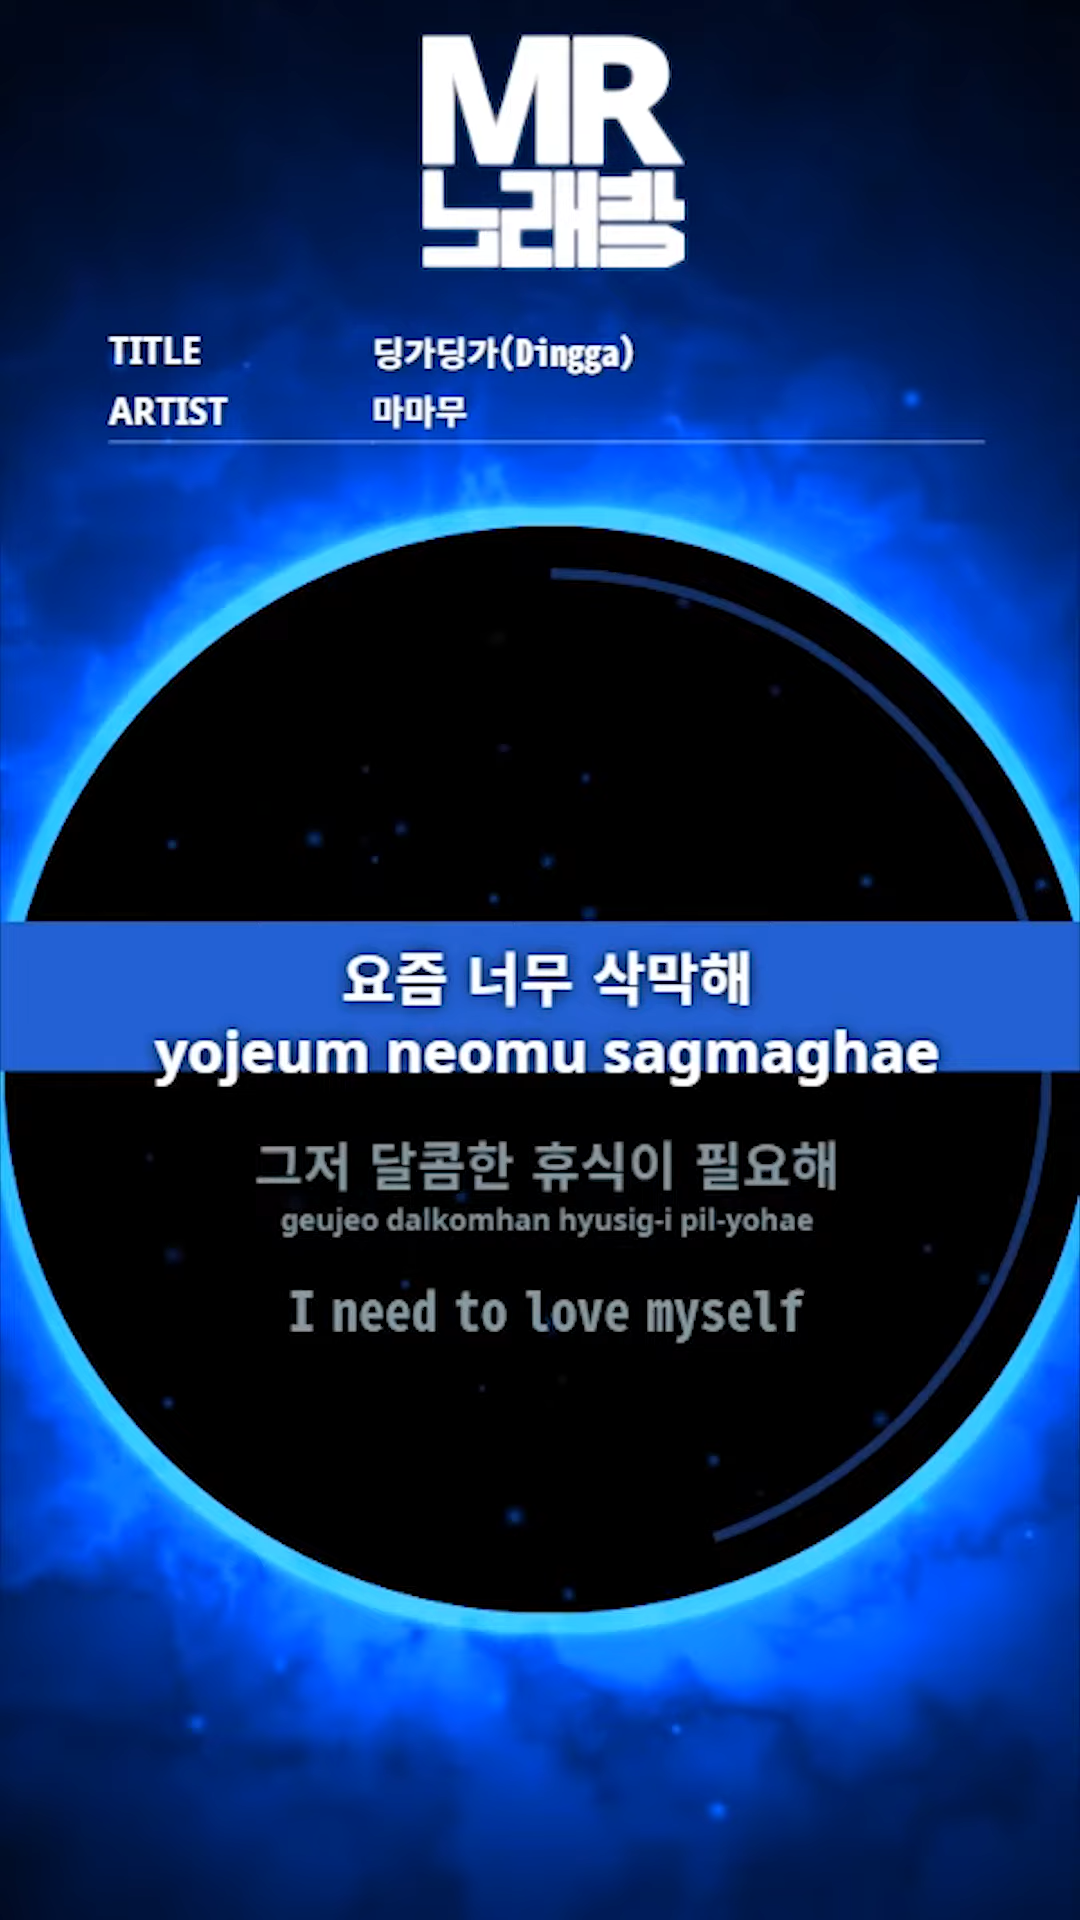 MR
노래방
TITLE 딩가딩가(Dingga)
ARTIST 마마무
요즘 너무 삭막해
yojeum neomu sagmaghae
그저 달콤한 휴식이 필요해
geujeo dalkomhan hyusig-i pil-yohae
I need to love myself